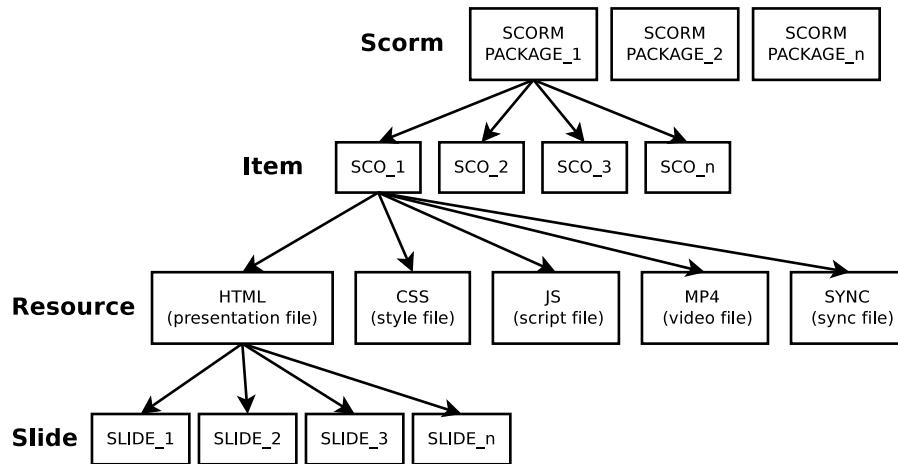 Scorm
SCORM
PACKAGE_1
SCORM
PACKAGE_2
SCORM
PACKAGE_n
Item
SCO_1
SCO_2
SCO_3
SCO_n
Resource
HTML
(presentation file)
CSS
(style file)
JS
(script file)
MP4
(video file)
SYNC
(sync file)
Slide
SLIDE_1
SLIDE_2
SLIDE_3
SLIDE_n